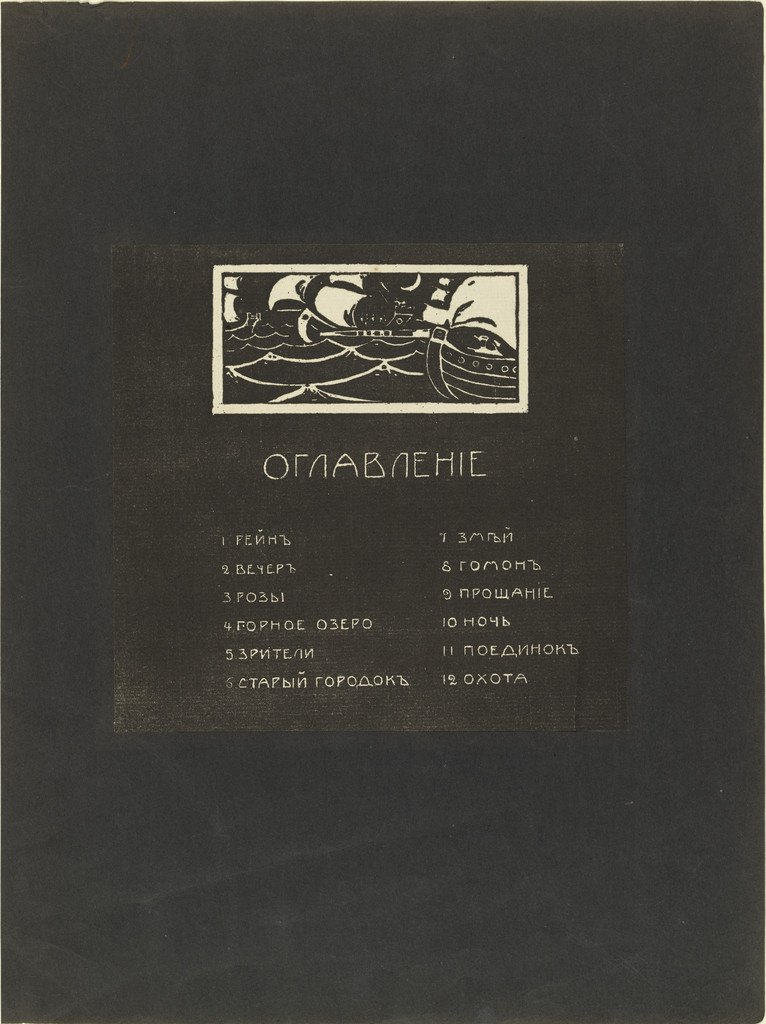 ОГЛАВЛЕНІЕ
1 РЕЙНЪ
2 ВЕЧЕРЪ
3 РОЗЫ
4 ГОРНОЕ ОЗЕРО
5 ЗРИТЕЛИ
6 СТАРЫЙ ГОРОДОКЪ
7 ЗМѢЙ
8 ГОМОНЪ
9 ПРОЩАНІЕ
10 НОЧЬ
11 ПОЕДИНОКЪ
12 ОХОТА